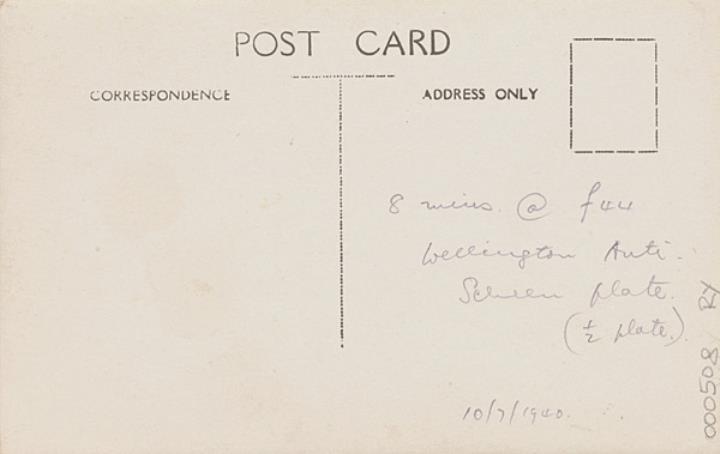 POST CARD
CORRESPONDENCE
ADDRESS ONLY
8 mins. @ f44
Wellington Anti-
Screen plate.
(½ plate.)
10/7/1940.
000508 RY